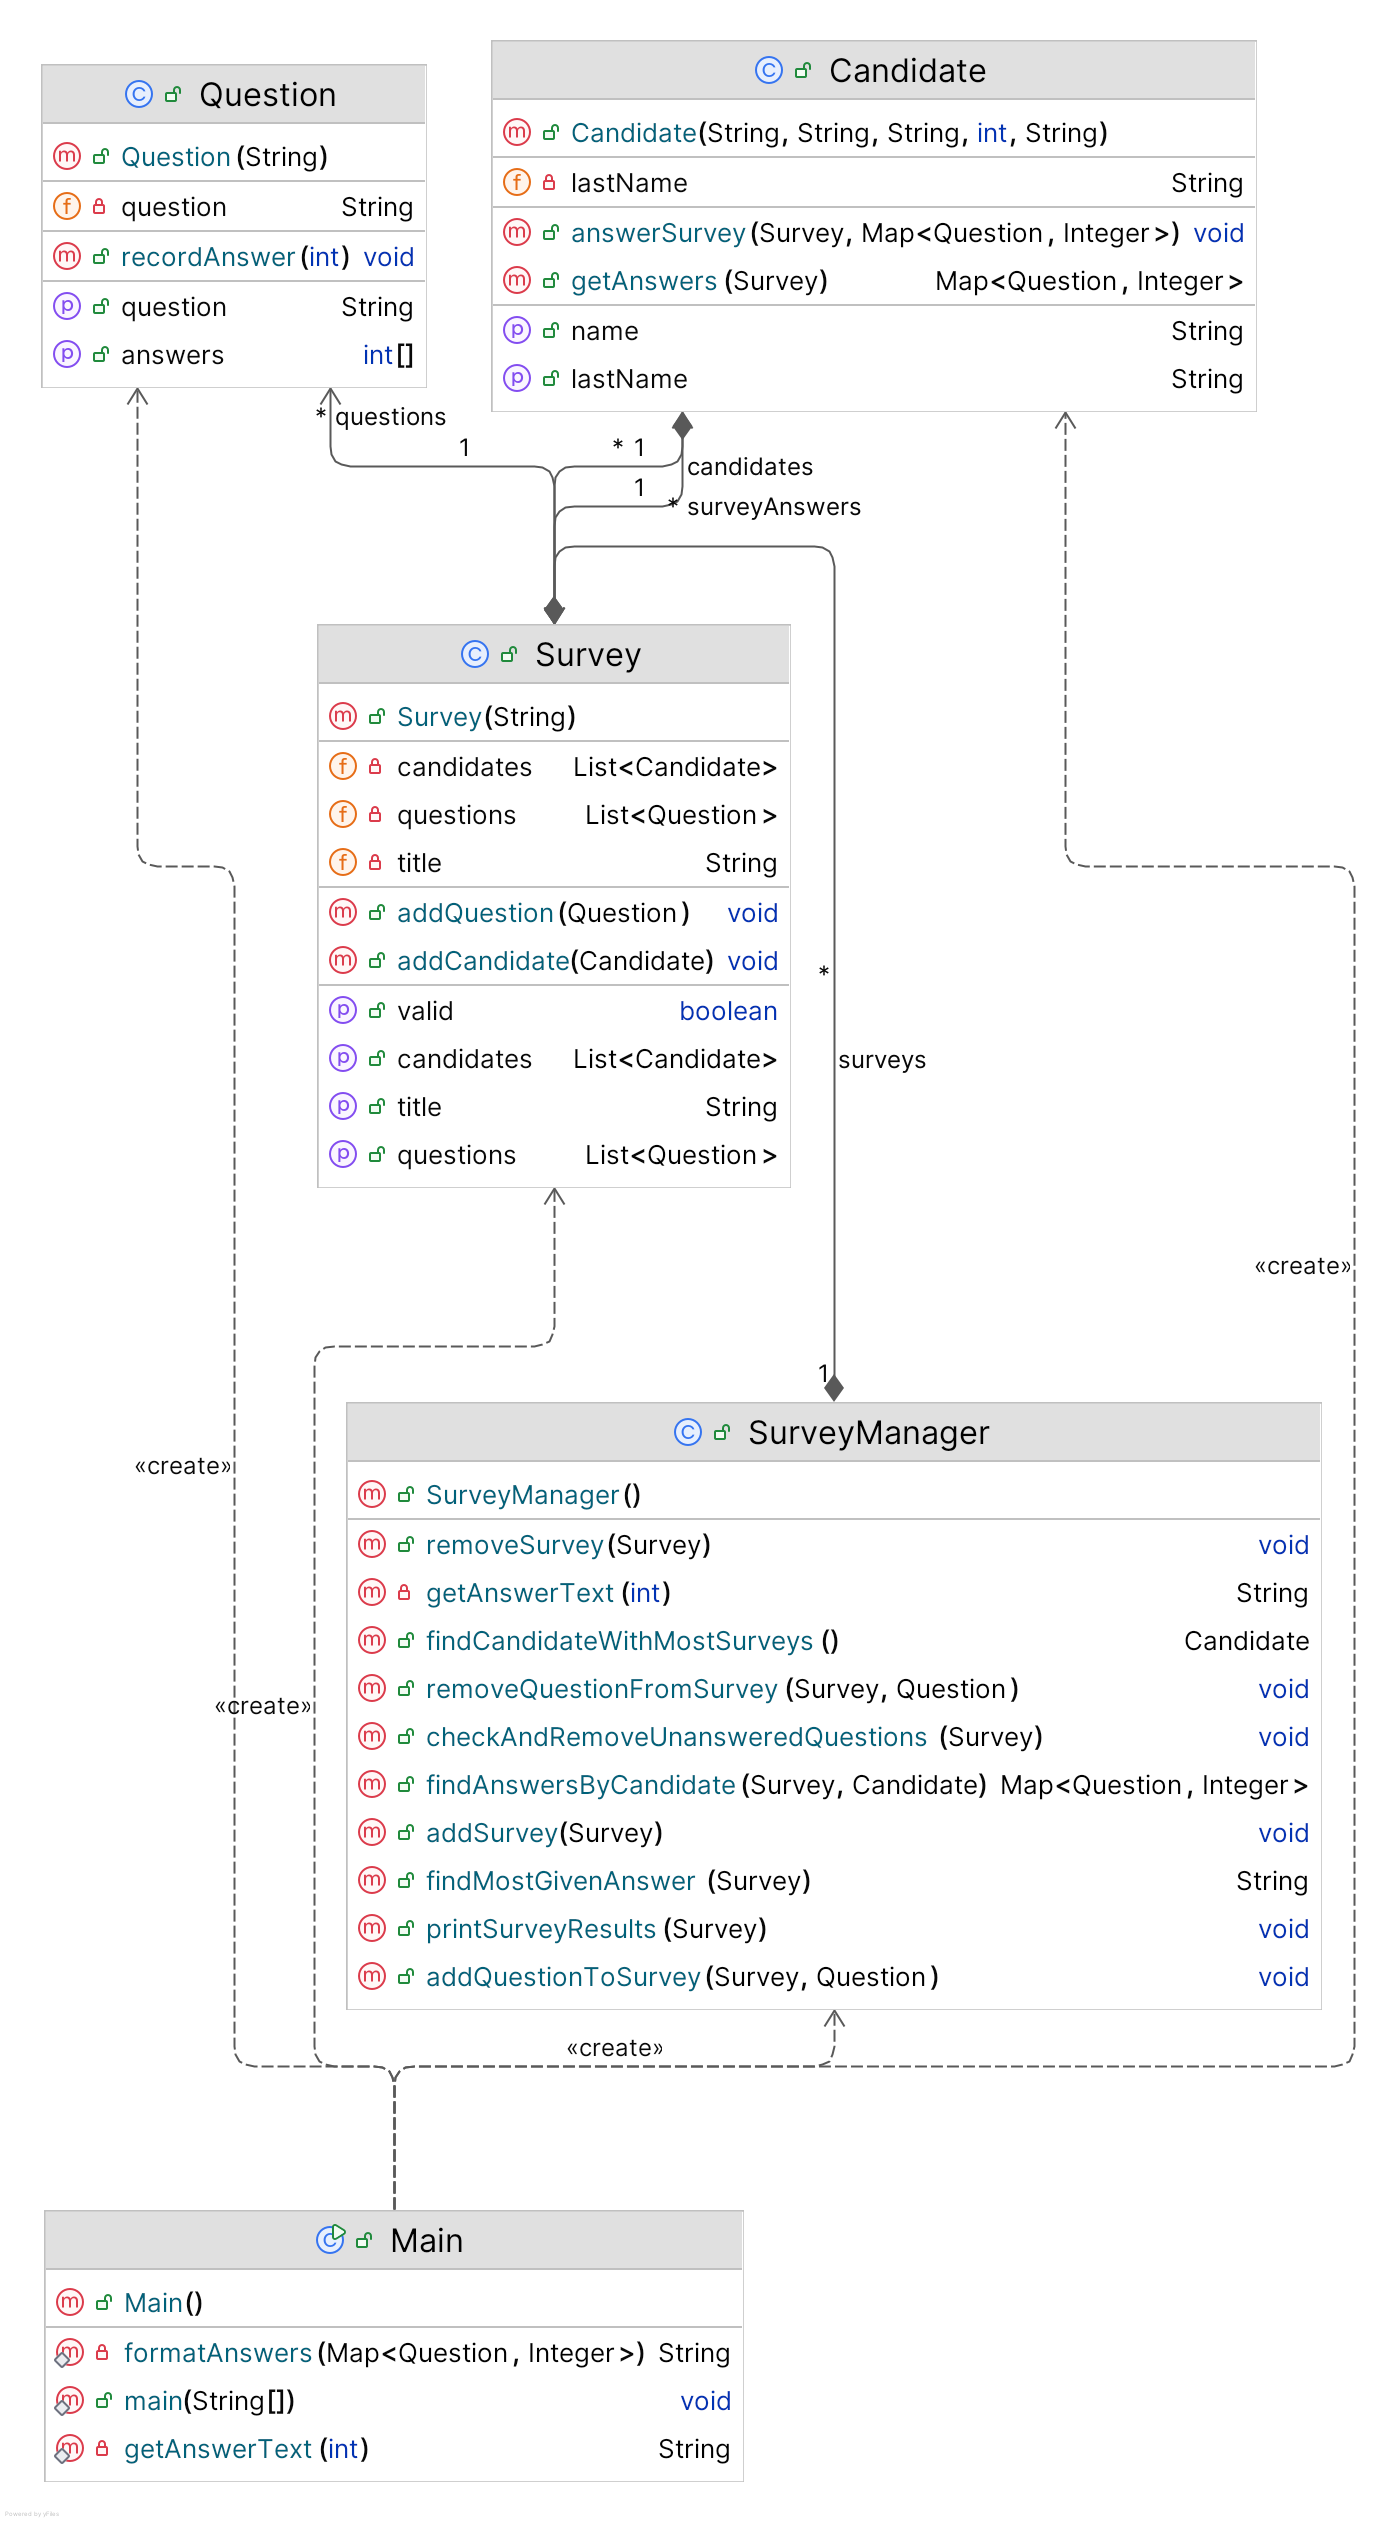 Question
Question(String)
question String
recordAnswer(int) void
question String
answers int[]
Candidate
Candidate(String, String, String, int, String)
lastName String
answerSurvey(Survey, Map<Question, Integer>) void
getAnswers(Survey) Map<Question, Integer>
name String
lastName String
* questions
1
* 1
candidates
1
* surveyAnswers
Survey
Survey(String)
candidates List<Candidate>
questions List<Question>
title String
addQuestion(Question) void
addCandidate(Candidate) void
valid boolean
candidates List<Candidate>
title String
questions List<Question>
*
surveys
1
«create»
«create»
«create»
SurveyManager
SurveyManager()
removeSurvey(Survey) void
getAnswerText(int) String
findCandidateWithMostSurveys() Candidate
removeQuestionFromSurvey(Survey, Question) void
checkAndRemoveUnansweredQuestions(Survey) void
findAnswersByCandidate(Survey, Candidate) Map<Question, Integer>
addSurvey(Survey) void
findMostGivenAnswer(Survey) String
printSurveyResults(Survey) void
addQuestionToSurvey(Survey, Question) void
«create»
Main
Main()
formatAnswers(Map<Question, Integer>) String
main(String[]) void
getAnswerText(int) String
Powered by yFiles